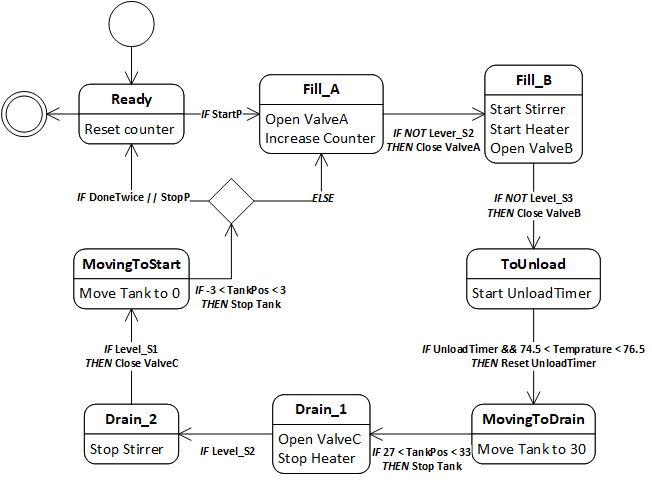 Ready
Reset counter
IF StartP
Fill_A
Open ValveA
Increase Counter
IF NOT Lever_S2
THEN Close ValveA
Fill_B
Start Stirrer
Start Heater
Open ValveB
IF NOT Level_S3
THEN Close ValveB
ToUnload
Start UnloadTimer
IF UnloadTimer && 74.5 < Temprature < 76.5
THEN Reset UnloadTimer
MovingToDrain
Move Tank to 30
IF 27 < TankPos < 33
THEN Stop Tank
Drain_1
Open ValveC
Stop Heater
IF Level_S2
Drain_2
Stop Stirrer
IF Level_S1
THEN Close ValveC
MovingToStart
Move Tank to 0
IF -3 < TankPos < 3
THEN Stop Tank
IF DoneTwice // StopP
ELSE